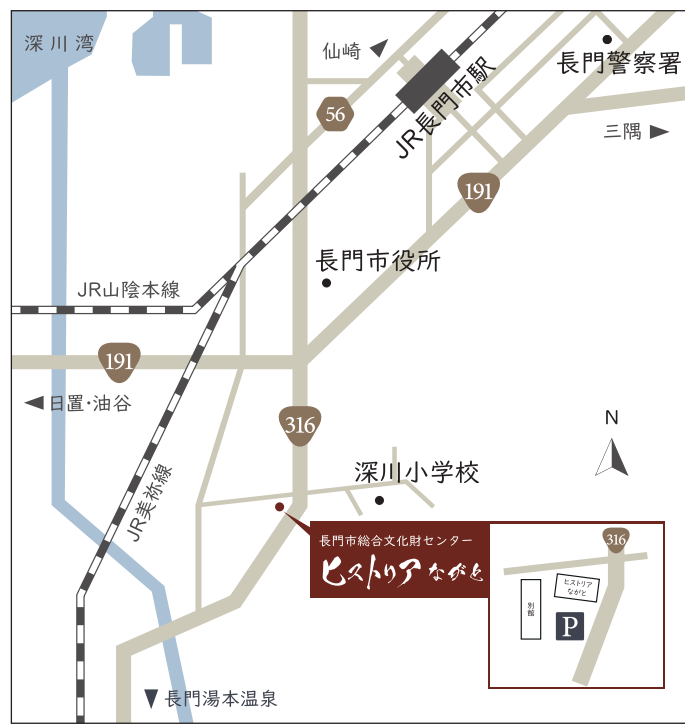 深川湾
仙崎
長門警察署
JR長門市駅
56
三隅
191
長門市役所
JR山陰本線
191
日置・油谷
316
N
深川小学校
JR美祢線
長門市総合文化財センター
ヒストリア ながと
316
ヒストリア
ながと
別館
P
長門湯本温泉